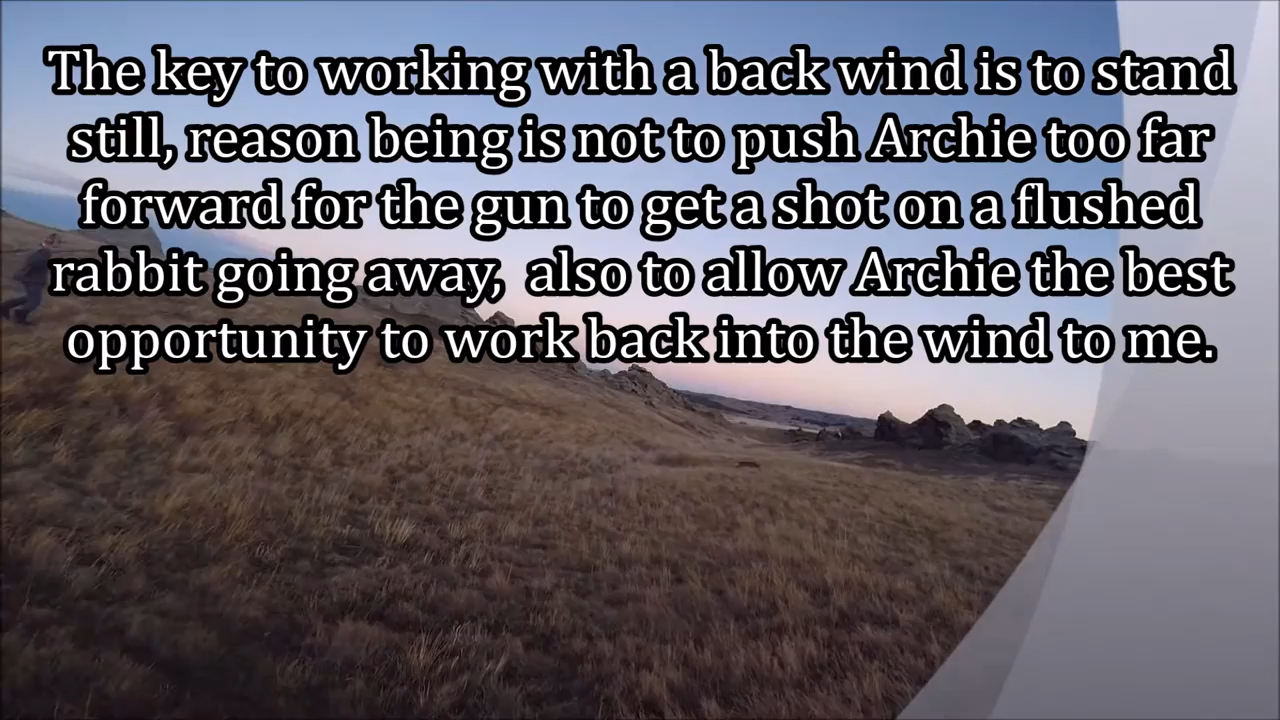 The key to working with a back wind is to stand
still, reason being is not to push Archie too far
forward for the gun to get a shot on a flushed
rabbit going away,  also to allow Archie the best
opportunity to work back into the wind to me.